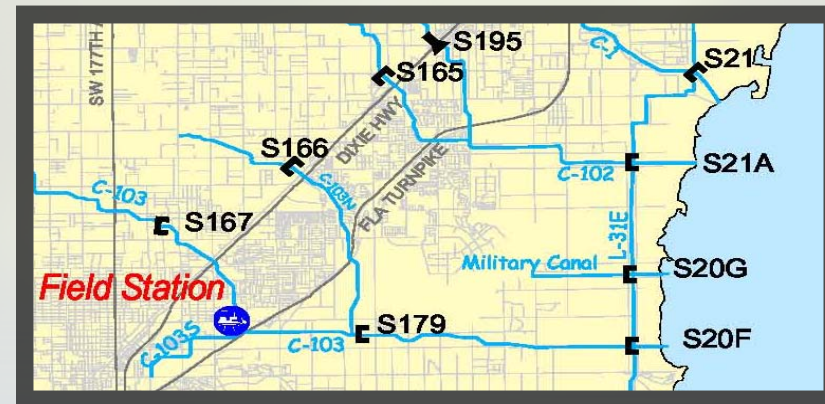 SW 177TH A
S195
C-1
S21
S165
DIXIE HWY
S166
C-103N
FLA TURNPIKE
C-102
S21A
C-103
S167
L-31E
Military Canal
S20G
Field Station
C-103S
C-103
S179
S20F